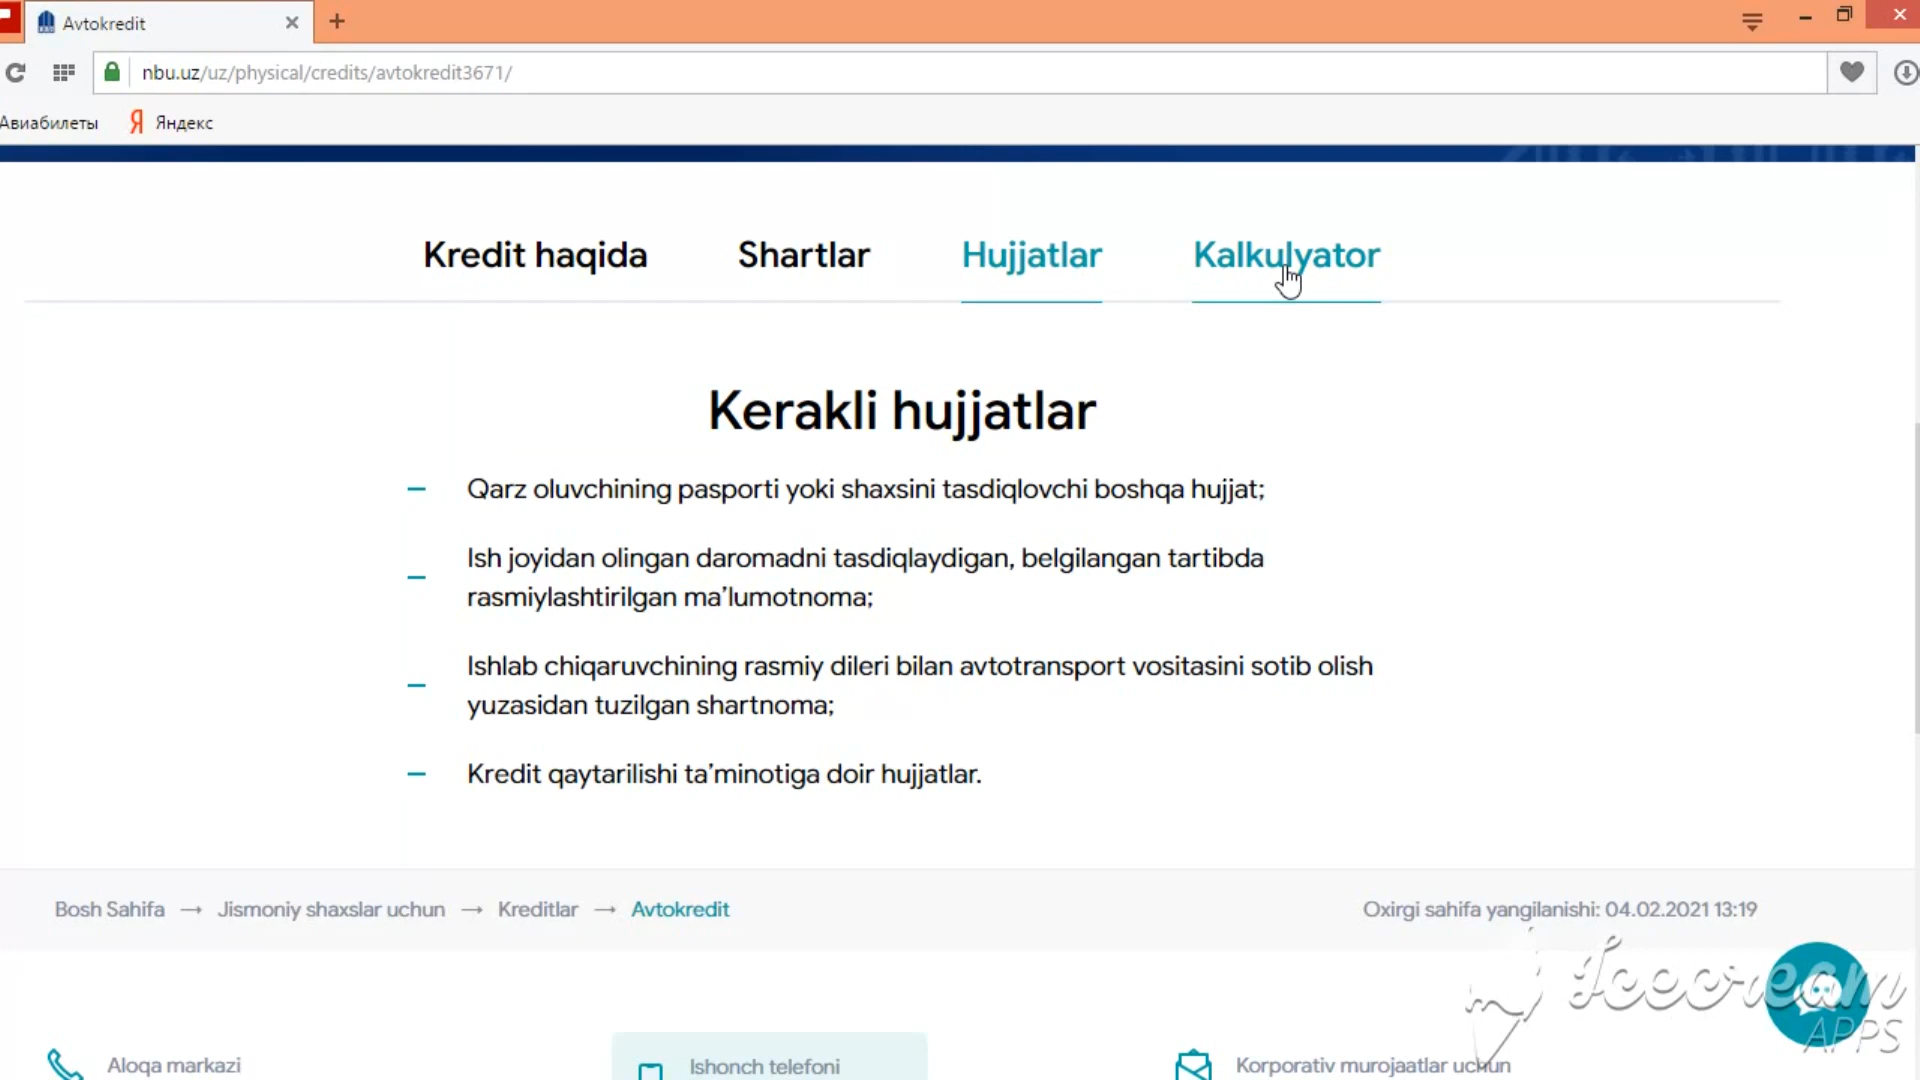 Avtokredit
nbu.uz/uz/physical/credits/avtokredit3671/
Авиабилеты Я Яндекс
Kredit haqida Shartlar Hujjatlar Kalkulyator
Kerakli hujjatlar
– Qarz oluvchining pasporti yoki shaxsini tasdiqlovchi boshqa hujjat;
– Ish joyidan olingan daromadni tasdiqlaydigan, belgilangan tartibda
rasmiylashtirilgan ma’lumotnoma;
– Ishlab chiqaruvchining rasmiy dileri bilan avtotransport vositasini sotib olish
yuzasidan tuzilgan shartnoma;
– Kredit qaytarilishi ta’minotiga doir hujjatlar.
Bosh Sahifa → Jismoniy shaxslar uchun → Kreditlar → Avtokredit
Oxirgi sahifa yangilanishi: 04.02.2021 13:19
Icecream
APPS
Aloqa markazi
Ishonch telefoni
Korporativ murojaatlar uchun